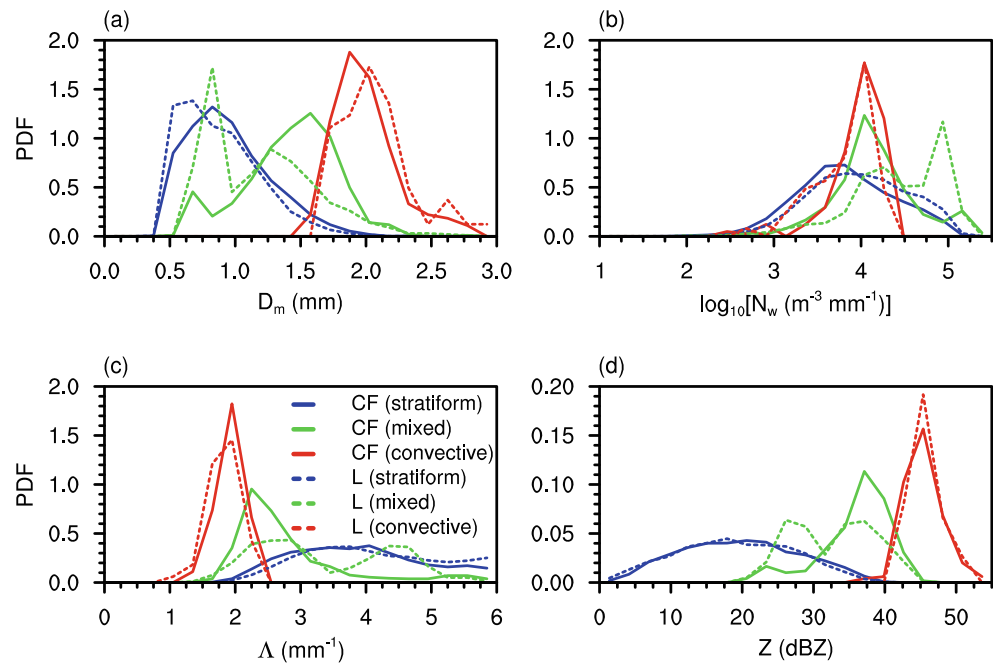 (a)
(b)
2.0
1.5
1.0
0.5
0.0
PDF
0.0 0.5 1.0 1.5 2.0 2.5 3.0
D_m (mm)
2.0
1.5
1.0
0.5
0.0
1 2 3 4 5
log₁₀[N_w (m⁻³ mm⁻¹)]
(c)
(d)
2.0
1.5
1.0
0.5
0.0
PDF
CF (stratiform)
CF (mixed)
CF (convective)
L (stratiform)
L (mixed)
L (convective)
0 1 2 3 4 5 6
Λ (mm⁻¹)
0.20
0.15
0.10
0.05
0.00
0 10 20 30 40 50
Z (dBZ)